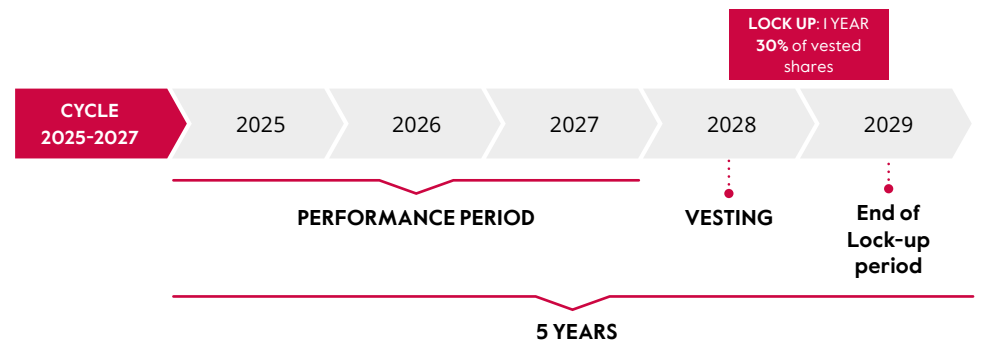 LOCK UP: 1 YEAR
30% of vested
shares
CYCLE
2025-2027
2025
2026
2027
2028
2029
PERFORMANCE PERIOD
VESTING
End of
Lock-up
period
5 YEARS